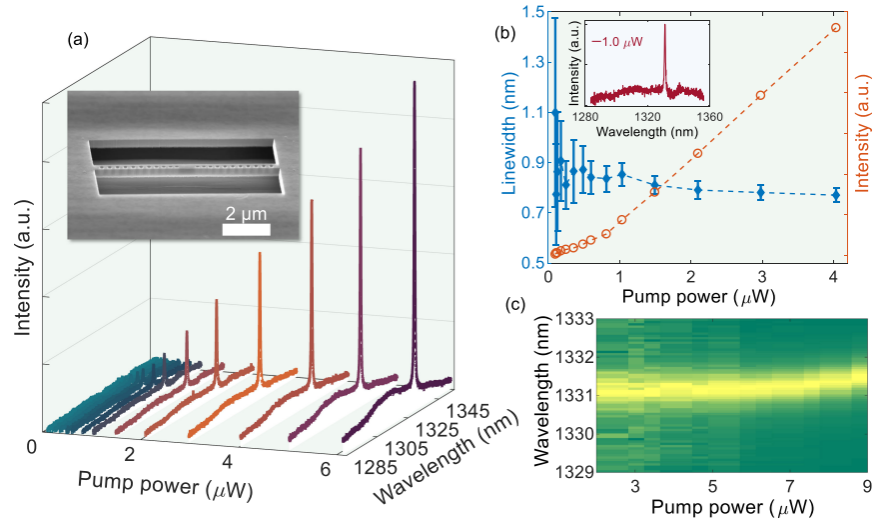 (a)
Intensity (a.u.)
2 μm
0
2
4
6
Pump power (μW)
1285
1305
1325
1345
Wavelength (nm)
(b)
1.5
1.3
1.1
0.9
0.7
0.5
Linewidth (nm)
0
1
2
3
4
Pump power (μW)
Intensity (a.u.)
1.0 μW
Intensity (a.u.)
1280
1320
1360
Wavelength (nm)
(c)
1333
1332
1331
1330
1329
Wavelength (nm)
3
5
7
9
Pump power (μW)